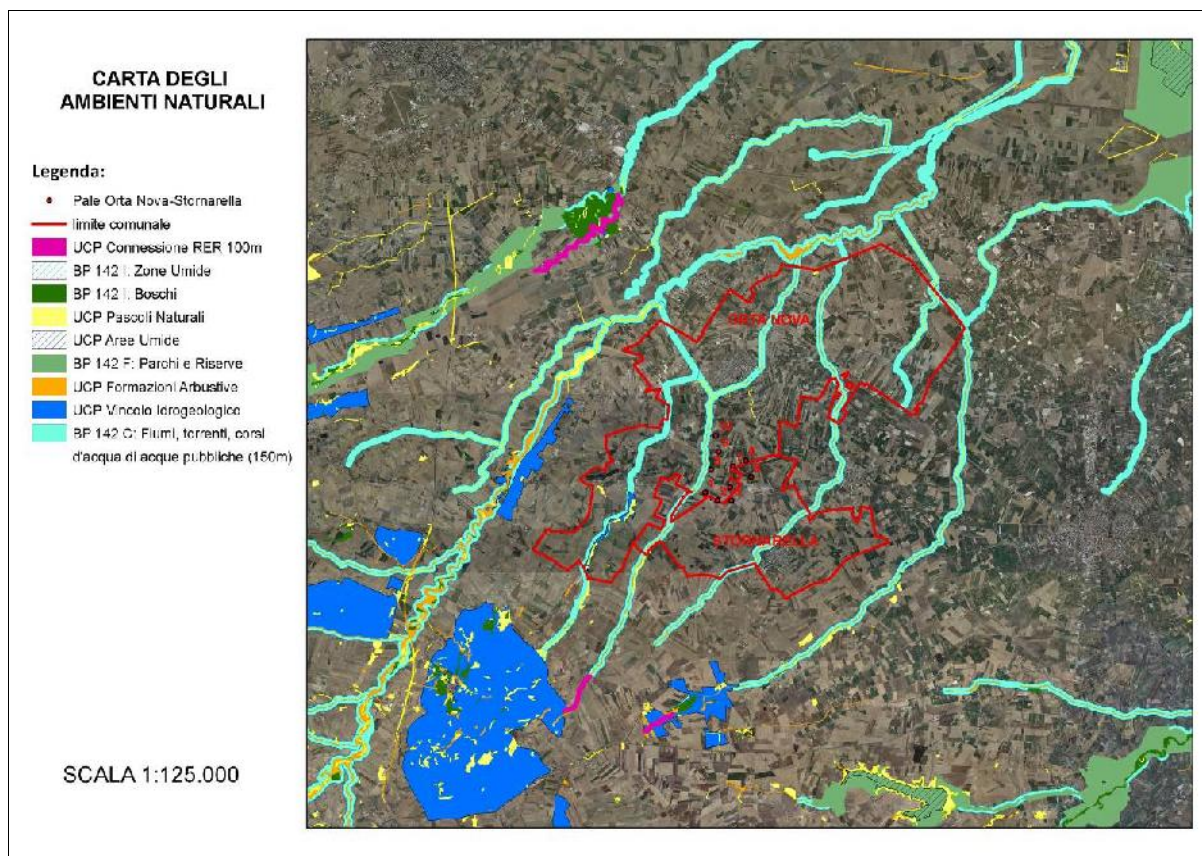 CARTA DEGLI
AMBIENTI NATURALI
Legenda:
Pale Orta Nova-Stornarella
limite comunale
UCP Connessione RER 100m
BP 142 I: Zone Umide
BP 142 I: Boschi
UCP Pascoli Naturali
UCP Aree Umide
BP 142 F: Parchi e Riserve
UCP Formazioni Arbustive
UCP Vincolo Idrogeologico
BP 142 C: Fiumi, torrenti, corsi
d'acqua di acque pubbliche (150m)
SCALA 1:125.000
ORTA NOVA
STORNARELLA